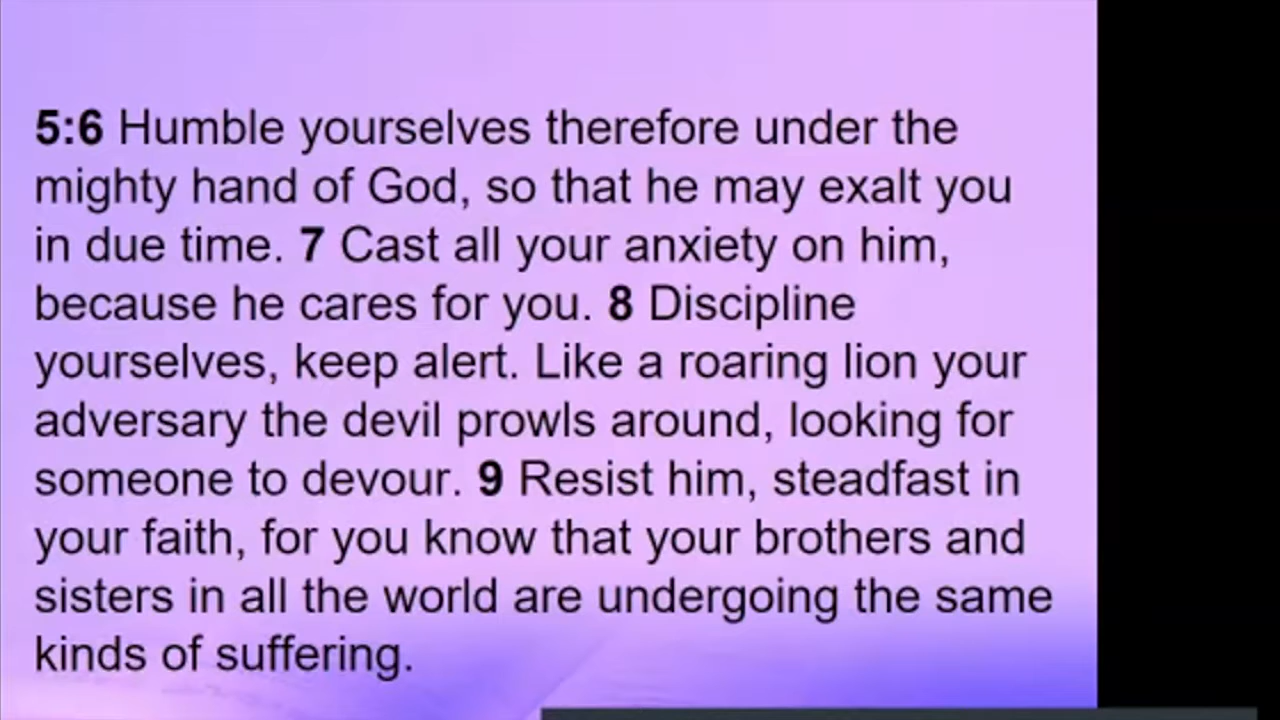 5:6 Humble yourselves therefore under the
mighty hand of God, so that he may exalt you
in due time. 7 Cast all your anxiety on him,
because he cares for you. 8 Discipline
yourselves, keep alert. Like a roaring lion your
adversary the devil prowls around, looking for
someone to devour. 9 Resist him, steadfast in
your faith, for you know that your brothers and
sisters in all the world are undergoing the same
kinds of suffering.